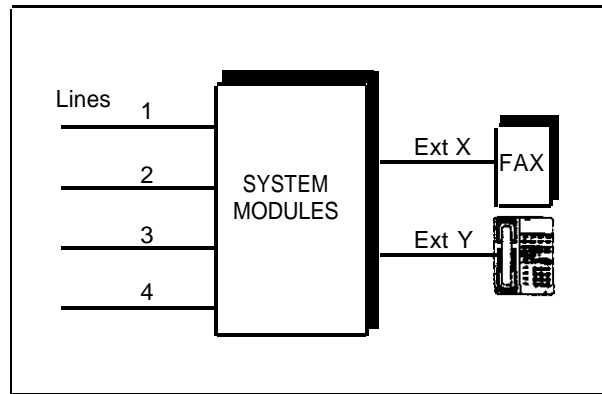 Lines
1
2
3
4
SYSTEM
MODULES
Ext X
FAX
Ext Y